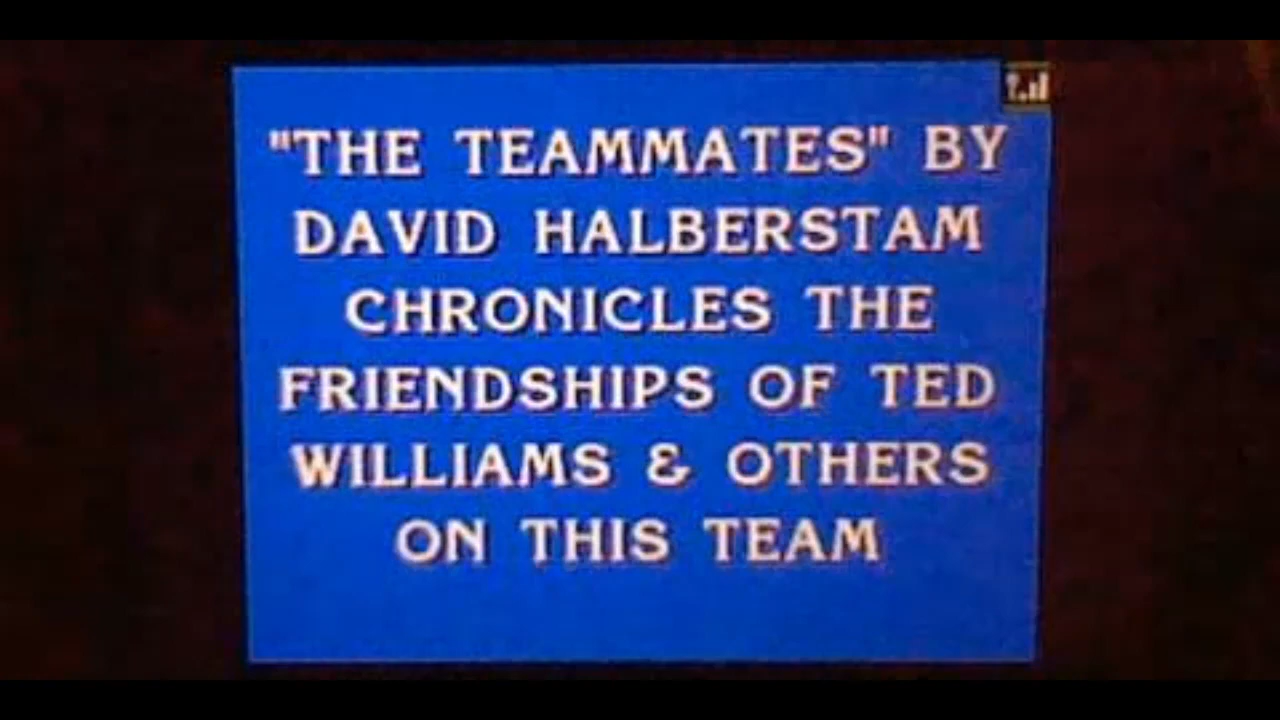 "THE TEAMMATES" BY
DAVID HALBERSTAM
CHRONICLES THE
FRIENDSHIPS OF TED
WILLIAMS & OTHERS
ON THIS TEAM